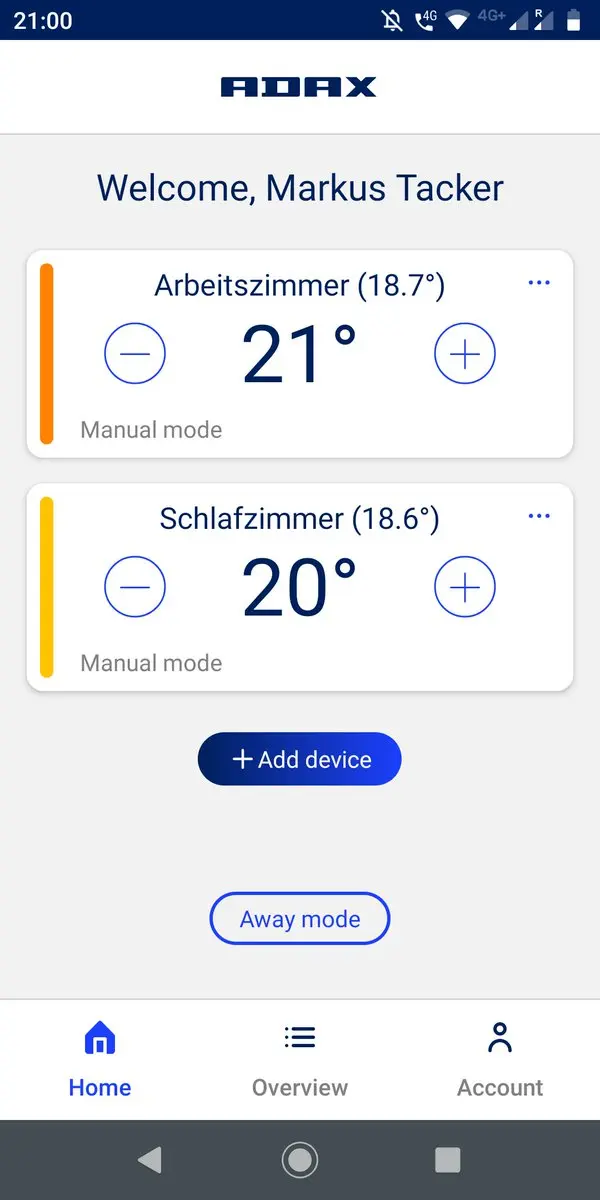 21:00
4G
4G+
R
ADAX
Welcome, Markus Tacker
Arbeitszimmer (18.7°)
21°
Manual mode
Schlafzimmer (18.6°)
20°
Manual mode
+ Add device
Away mode
Home Overview Account